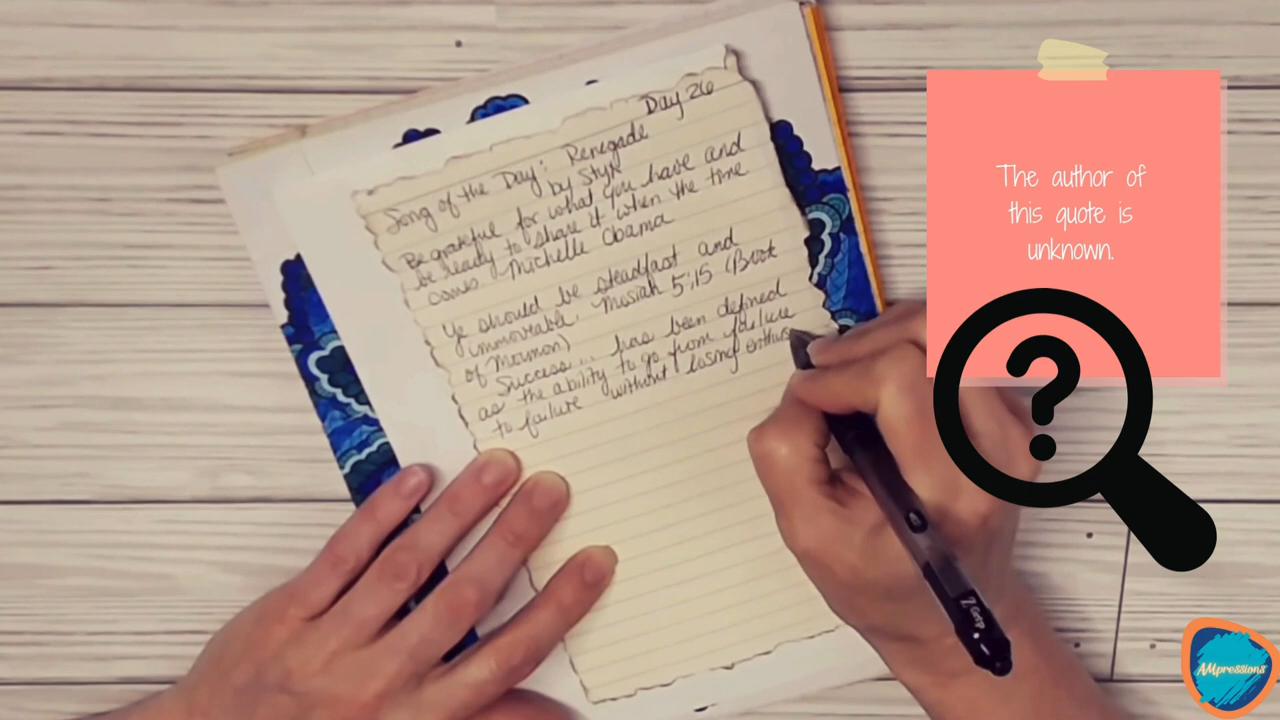 Day 26
Song of the Day: Renegade
by Styx
Be grateful for what you have and
be ready to share it when the time
comes - Michelle Obama
Ye should be steadfast and
immovable. Mosiah 5:15 (Book
of Mormon)
Success... has been defined
as the ability to go from failure
to failure without losing enthus
The author of
this quote is
unknown.
?
Z Grip
AMpressions